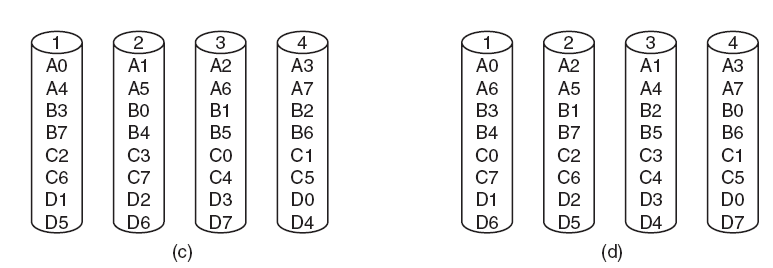 1 2 3 4 1 2 3 4
A0 A1 A2 A3 A0 A2 A1 A3
A4 A5 A6 A7 A6 A5 A4 A7
B3 B0 B1 B2 B3 B1 B2 B0
B7 B4 B5 B6 B4 B7 B5 B6
C2 C3 C0 C1 C0 C2 C3 C1
C6 C7 C4 C5 C7 C6 C4 C5
D1 D2 D3 D0 D1 D2 D3 D0
D5 D6 D7 D4 D6 D5 D4 D7
(c) (d)